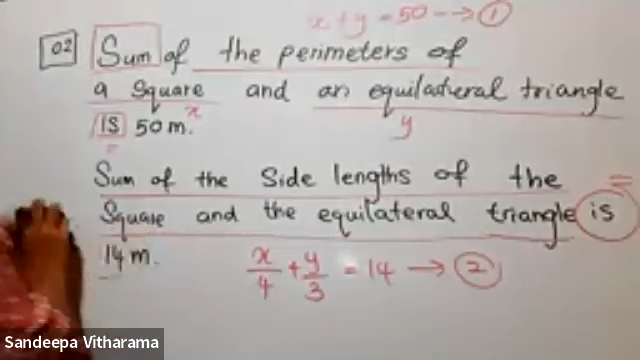 x + y = 50 --> ①
02 Sum of the perimeters of
a square and an equilateral triangle
x
is 50 m.
y
=
=
Sum of the side lengths of the
Square and the equilateral triangle is
14 m.
x/4 + y/3 = 14 → ②
Sandeepa Vitharama